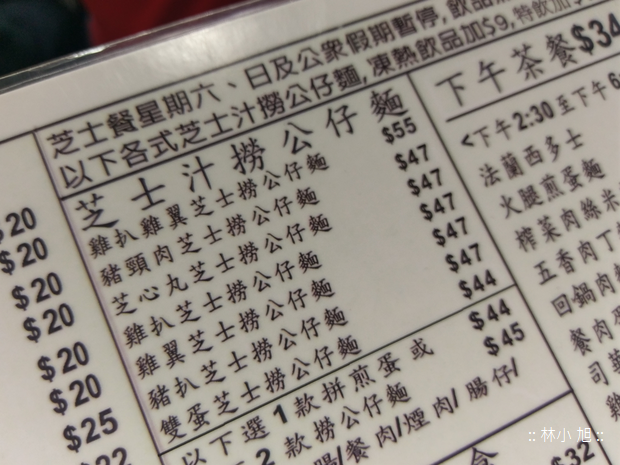 芝士餐星期六、日及公眾假期暫停,飲品
以下各式芝士汁撈公仔麵,凍熱飲品加$9,特飲加
芝士汁撈公仔麵
雞扒雞翼芝士撈公仔麵 $55
豬頸肉芝士撈公仔麵 $47
芝心丸芝士撈公仔麵 $47
雞扒芝士撈公仔麵 $47
雞翼芝士撈公仔麵 $47
豬扒芝士撈公仔麵 $47
雙蛋芝士撈公仔麵 $44
以下選1款拼煎蛋或 $44
2款撈公仔麵 $45
腸/餐肉/煙肉/腸仔/
$20
$20
$20
$20
$20
$20
$25
下午茶餐$34
<下午2:30至下午6
法蘭西多士
火腿煎蛋麵
榨菜肉絲米
五香肉丁
回鍋肉
餐肉蛋
司
雞
$32
:: 林小旭 ::